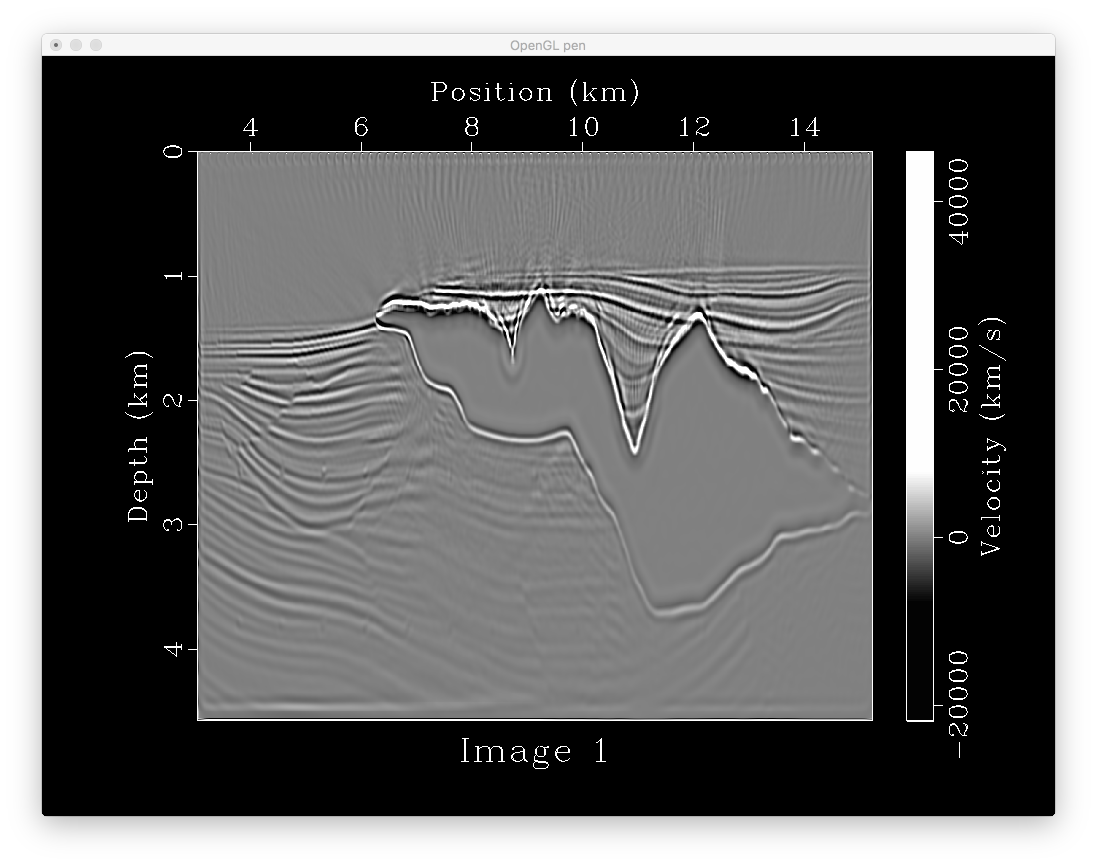 OpenGL pen
Position (km)
4 6 8 10 12 14
0
1
2
3
4
Depth (km)
40000
20000
0
−20000
Velocity (km/s)
Image 1